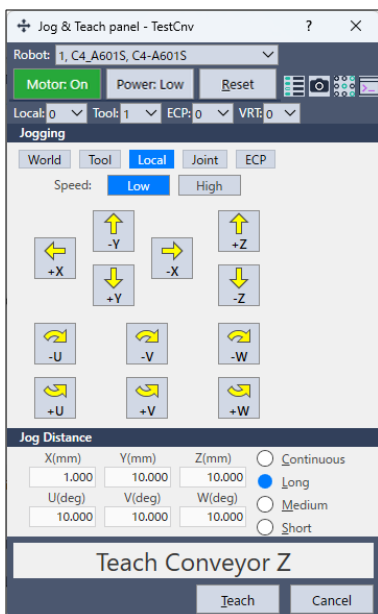 Jog & Teach panel - TestCnv ? ✕
Robot: 1, C4_A601S, C4-A601S
Motor: On Power: Low Reset
Local: 0 Tool: 1 ECP: 0 VRT: 0
Jogging
World Tool Local Joint ECP
Speed: Low High
-Y +Z
+X -X
+Y -Z
-U -V -W
+U +V +W
Jog Distance
X(mm) Y(mm) Z(mm) Continuous
1.000 10.000 10.000 Long
U(deg) V(deg) W(deg) Medium
10.000 10.000 10.000 Short
Teach Conveyor Z
Teach Cancel